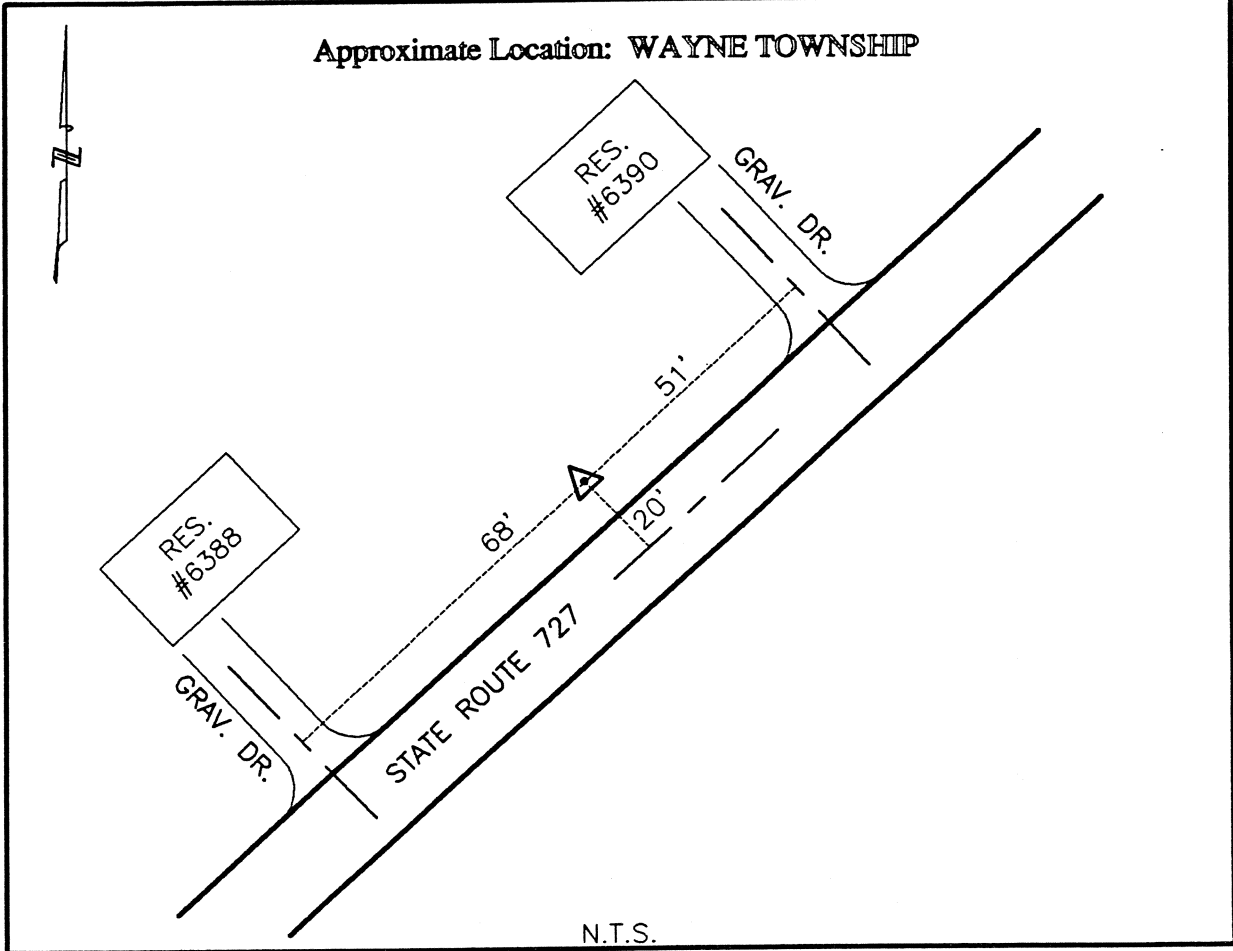 Approximate Location: WAYNE TOWNSHIP
N
RES.
#6390
GRAV. DR.
51'
20'
68'
RES.
#6388
GRAV. DR.
STATE ROUTE 727
N.T.S.